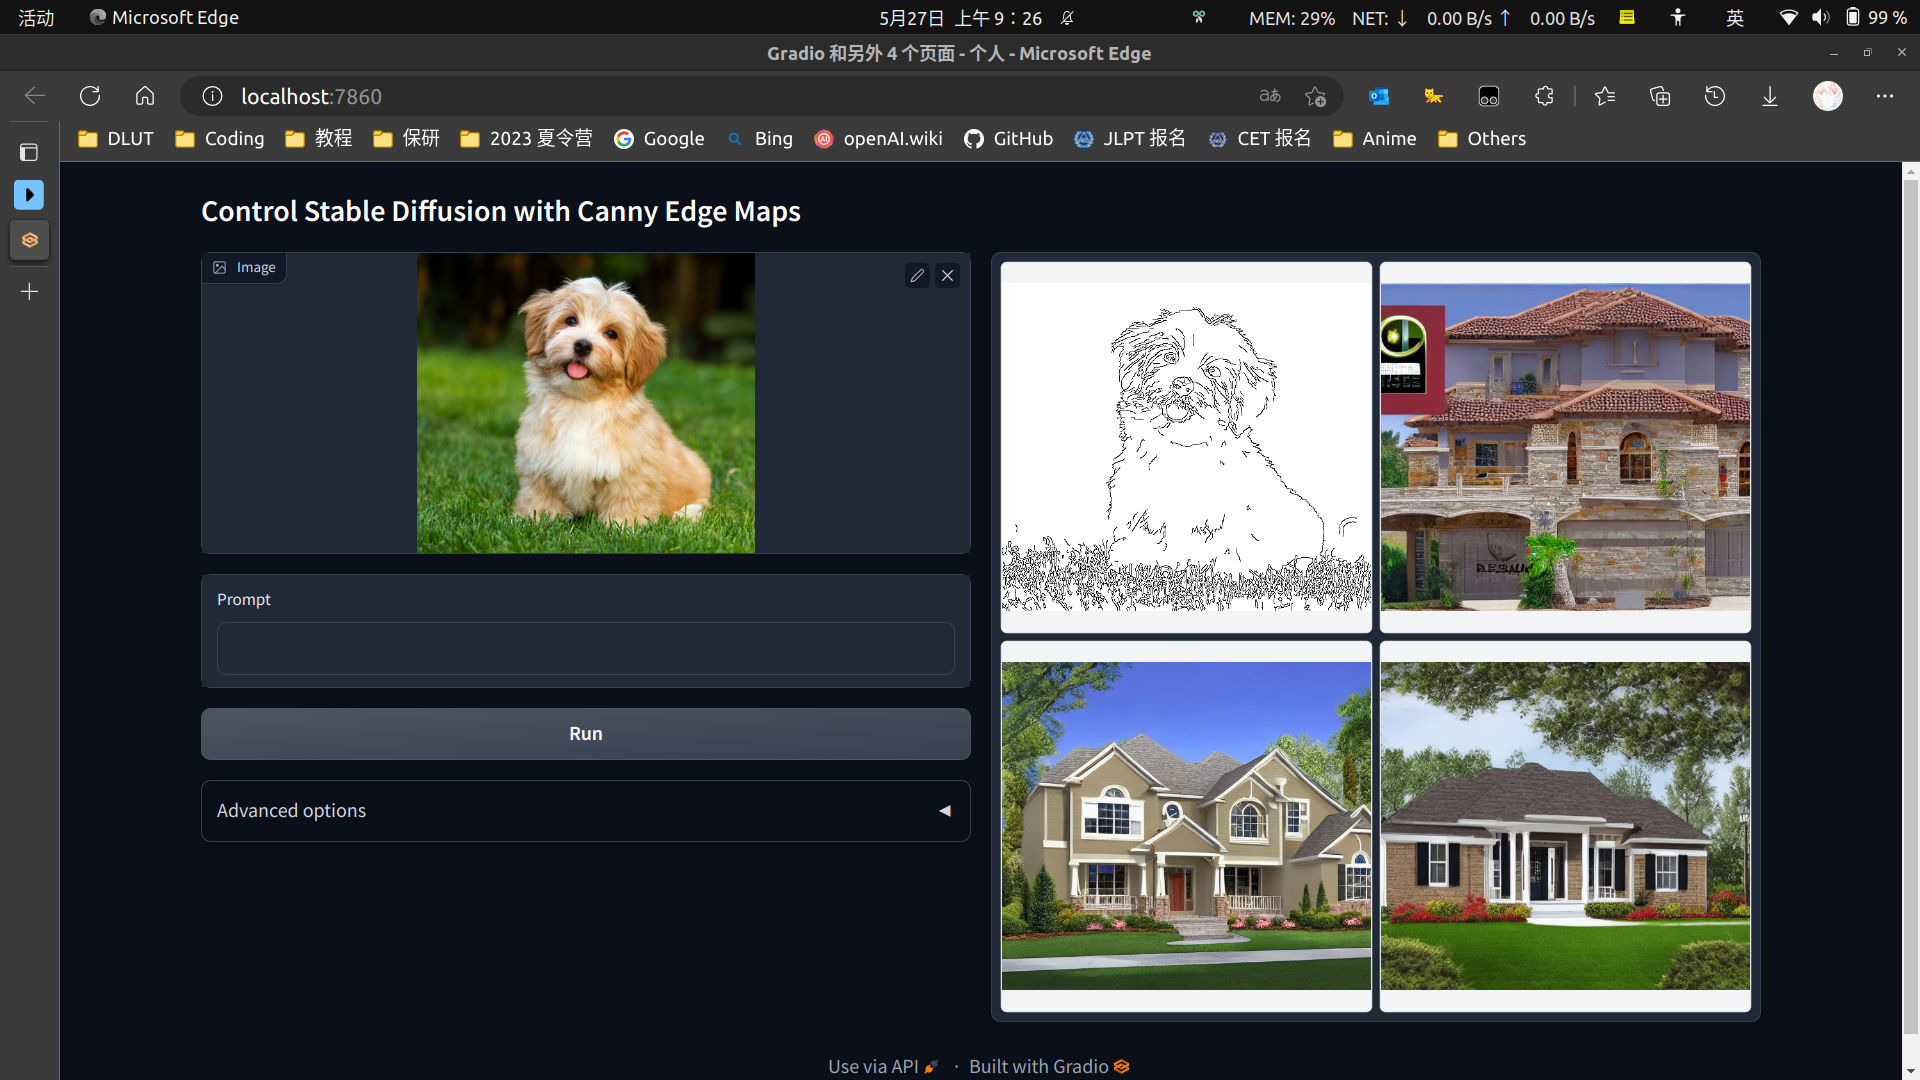 活动 Microsoft Edge 5月27日 上午 9：26 MEM: 29% NET: ↓ 0.00 B/s ↑ 0.00 B/s 英 99 %
Gradio 和另外 4 个页面 - 个人 - Microsoft Edge
localhost:7860 aあ
DLUT Coding 教程 保研 2023 夏令营 Google Bing openAI.wiki GitHub JLPT 报名 CET 报名 Anime Others
Control Stable Diffusion with Canny Edge Maps
Image
Prompt
Run
Advanced options
Use via API · Built with Gradio